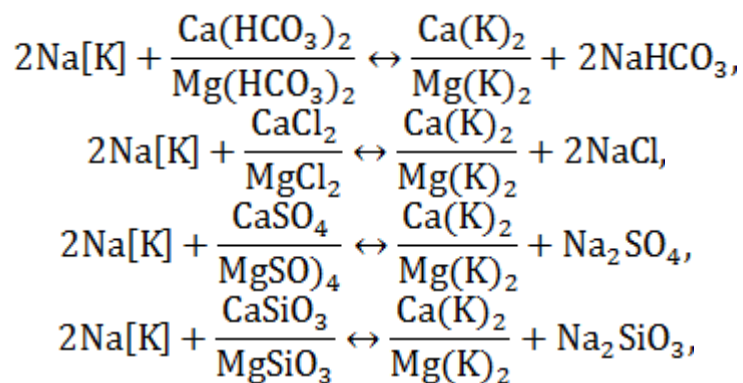 2Na[K] + Ca(HCO₃)₂/Mg(HCO₃)₂ ↔ Ca(K)₂/Mg(K)₂ + 2NaHCO₃,
2Na[K] + CaCl₂/MgCl₂ ↔ Ca(K)₂/Mg(K)₂ + 2NaCl,
2Na[K] + CaSO₄/MgSO)₄ ↔ Ca(K)₂/Mg(K)₂ + Na₂SO₄,
2Na[K] + CaSiO₃/MgSiO₃ ↔ Ca(K)₂/Mg(K)₂ + Na₂SiO₃,